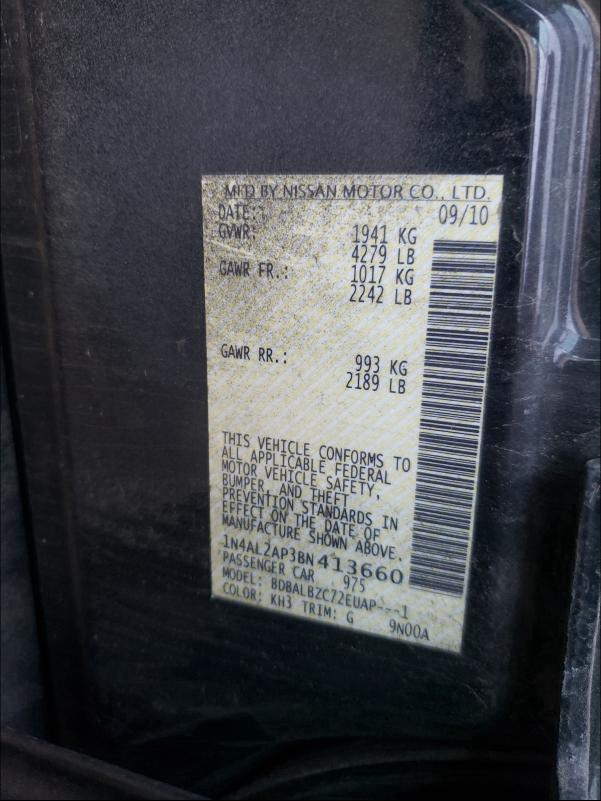 MFD BY NISSAN MOTOR CO., LTD.
DATE: 09/10
GVWR: 1941 KG
4279 LB
GAWR FR.: 1017 KG
2242 LB
GAWR RR.: 993 KG
2189 LB
THIS VEHICLE CONFORMS TO
ALL APPLICABLE FEDERAL
MOTOR VEHICLE SAFETY,
BUMPER, AND THEFT
PREVENTION STANDARDS IN
EFFECT ON THE DATE OF
MANUFACTURE SHOWN ABOVE.
1N4AL2AP3BN413660
PASSENGER CAR 975
MODEL: BDBALBZC72EUAP---1
COLOR: KH3 TRIM: G 9N00A